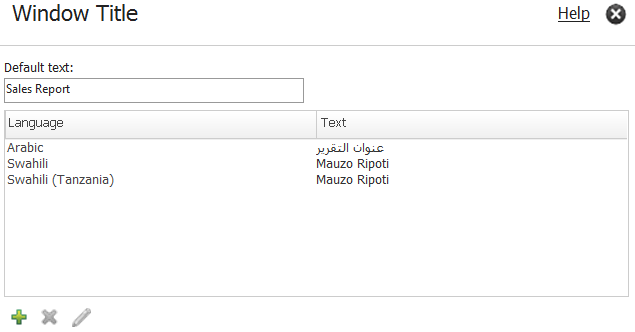 Window Title
Help
Default text:
Sales Report
Language Text
Arabic عنوان التقرير
Swahili Mauzo Ripoti
Swahili (Tanzania) Mauzo Ripoti